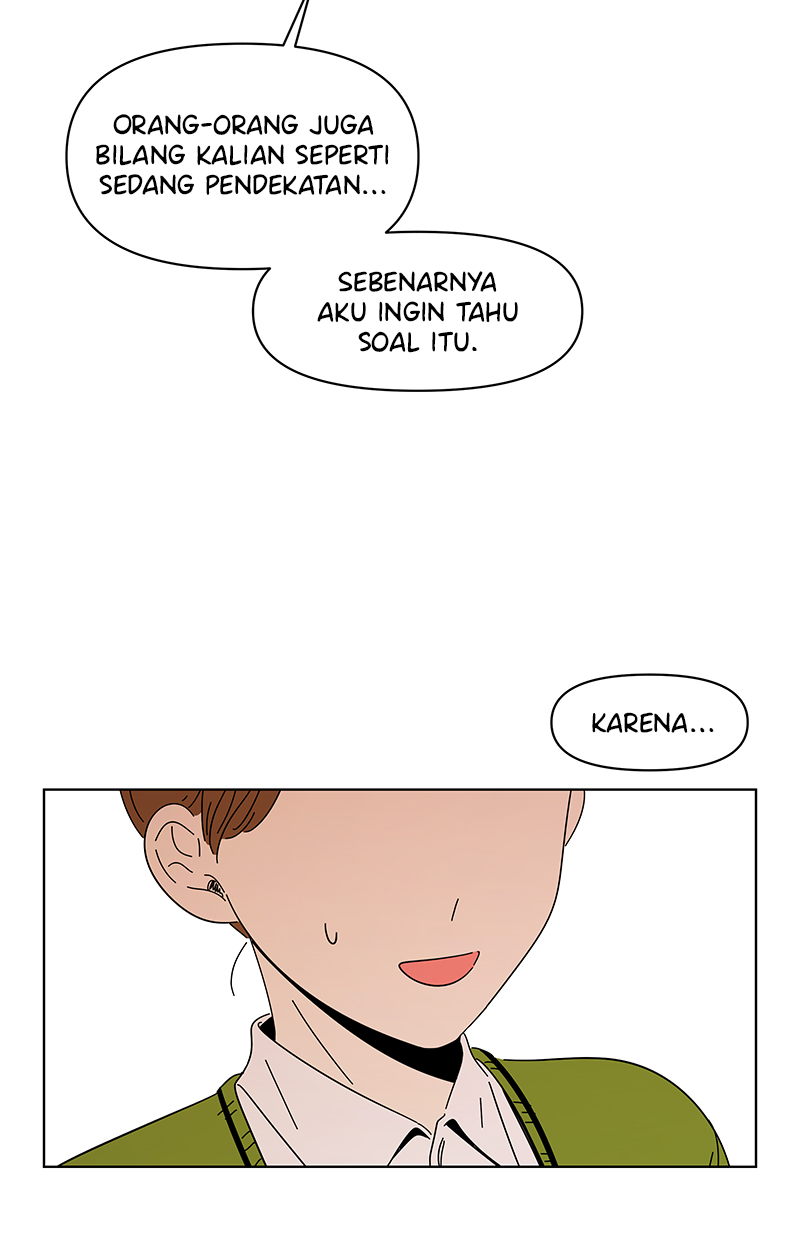 ORANG-ORANG JUGA
BILANG KALIAN SEPERTI
SEDANG PENDEKATAN...
SEBENARNYA
AKU INGIN TAHU
SOAL ITU.
KARENA...